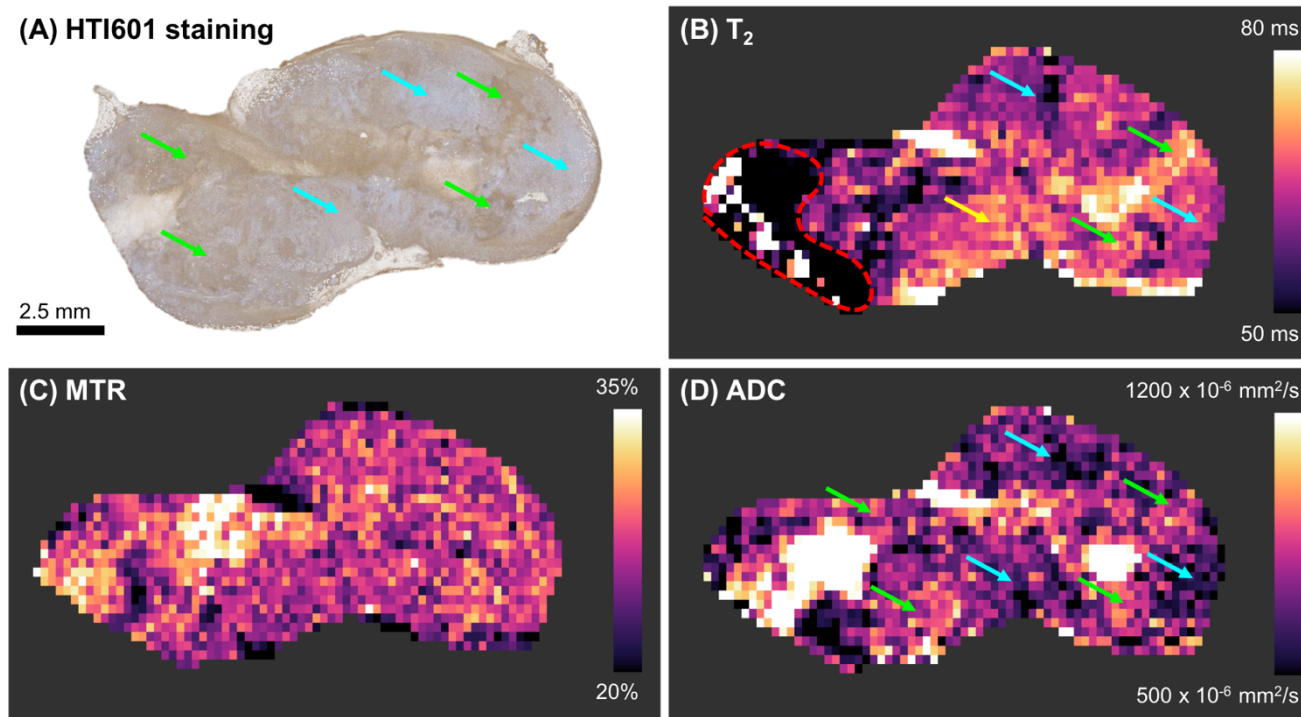 (A) HTI601 staining
2.5 mm
(B) T₂
80 ms
50 ms
(C) MTR
35%
20%
(D) ADC
1200 x 10⁻⁶ mm²/s
500 x 10⁻⁶ mm²/s